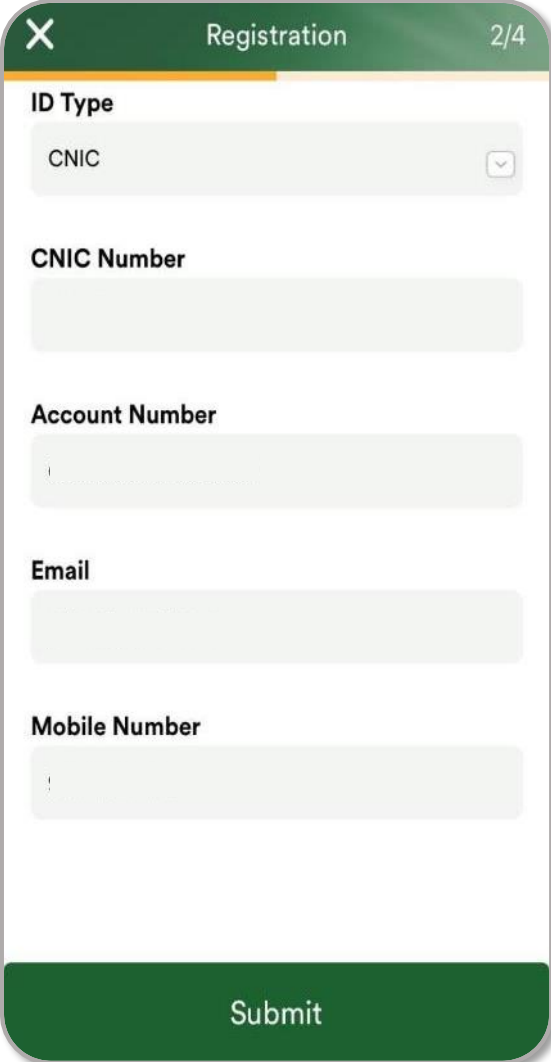 Registration 2/4
ID Type
CNIC
CNIC Number
Account Number
Email
Mobile Number
Submit